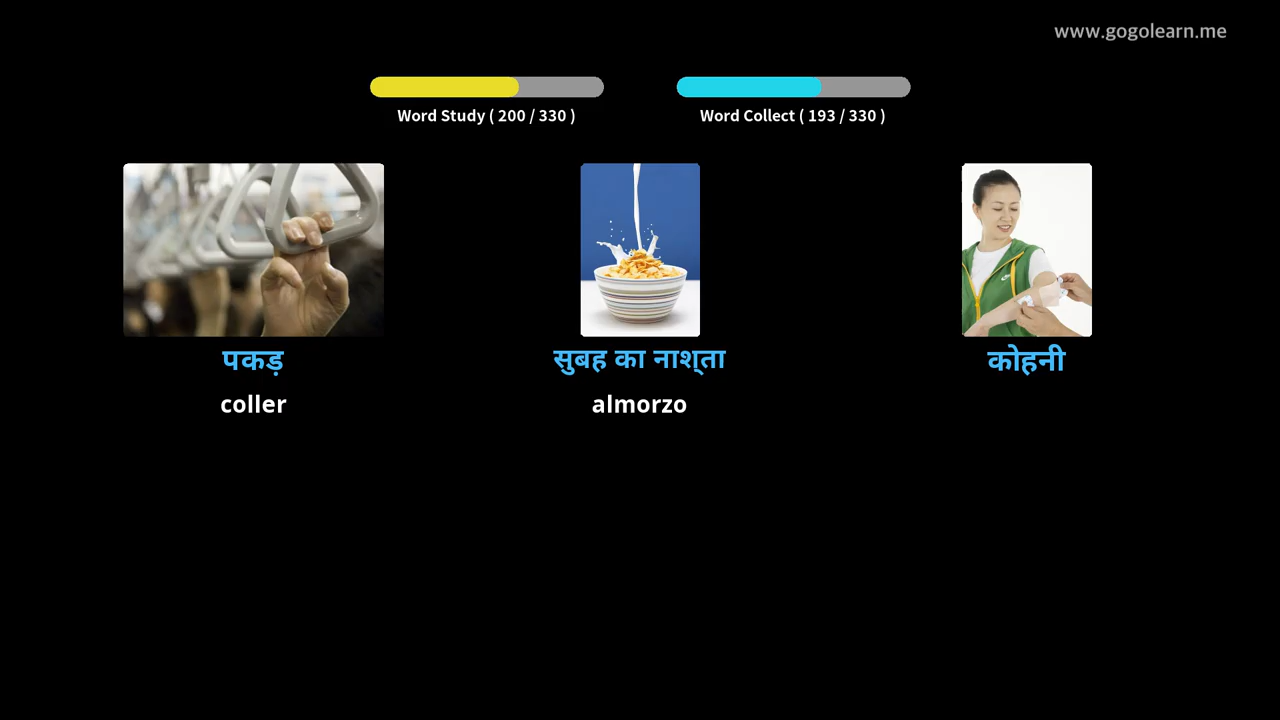 www.gogolearn.me
Word Study ( 200 / 330 )
Word Collect ( 193 / 330 )
पकड़
सुबह का नाश्ता
कोहनी
coller
almorzo